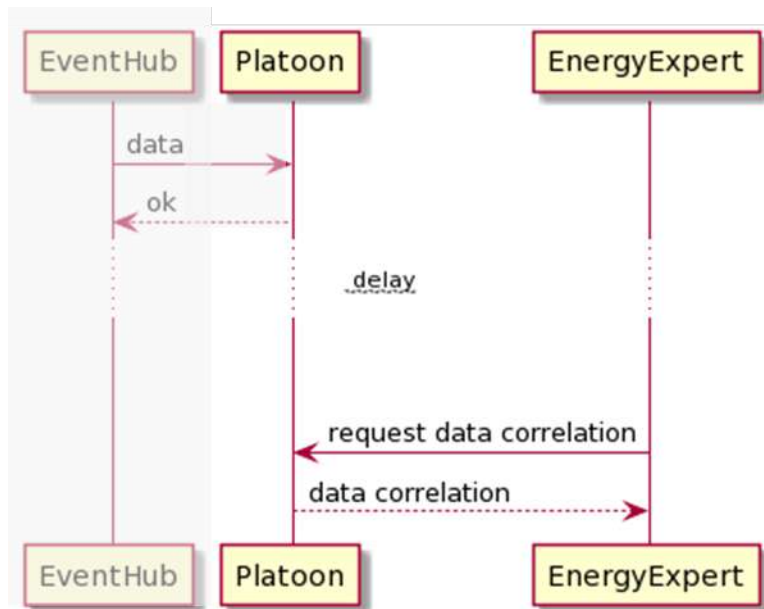 EventHub Platoon EnergyExpert
data
ok
delay
request data correlation
data correlation
EventHub Platoon EnergyExpert